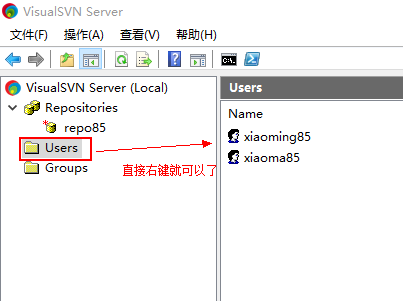 VisualSVN Server
文件(F) 操作(A) 查看(V) 帮助(H)
VisualSVN Server (Local)
Repositories
repo85
Users
Groups
Users
Name
xiaoming85
xiaoma85
直接右键就可以了